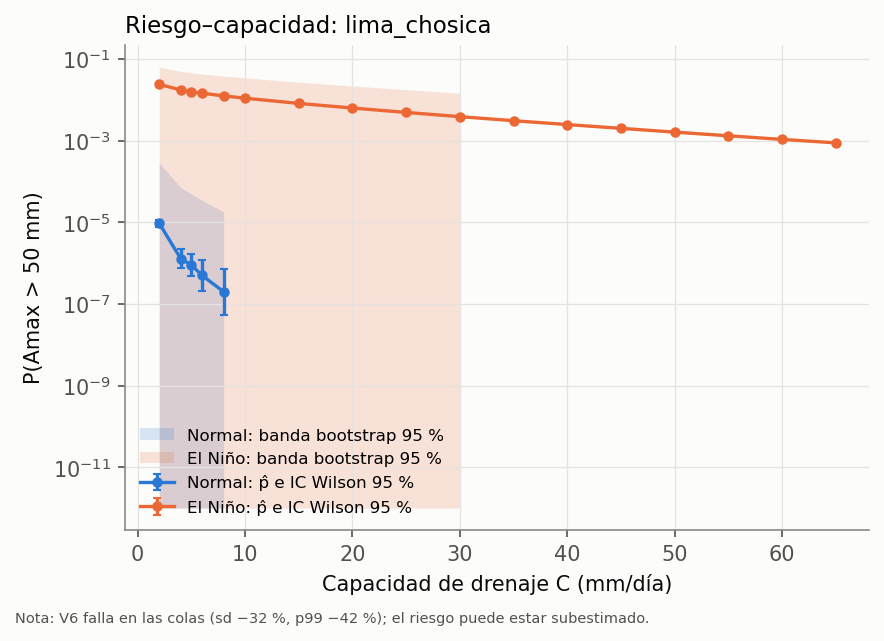 Riesgo–capacidad: lima_chosica
P(Amax > 50 mm)
10⁻¹
10⁻³
10⁻⁵
10⁻⁷
10⁻⁹
10⁻¹¹
Normal: banda bootstrap 95 %
El Niño: banda bootstrap 95 %
Normal: p̂ e IC Wilson 95 %
El Niño: p̂ e IC Wilson 95 %
0 10 20 30 40 50 60
Capacidad de drenaje C (mm/día)
Nota: V6 falla en las colas (sd −32 %, p99 −42 %); el riesgo puede estar subestimado.